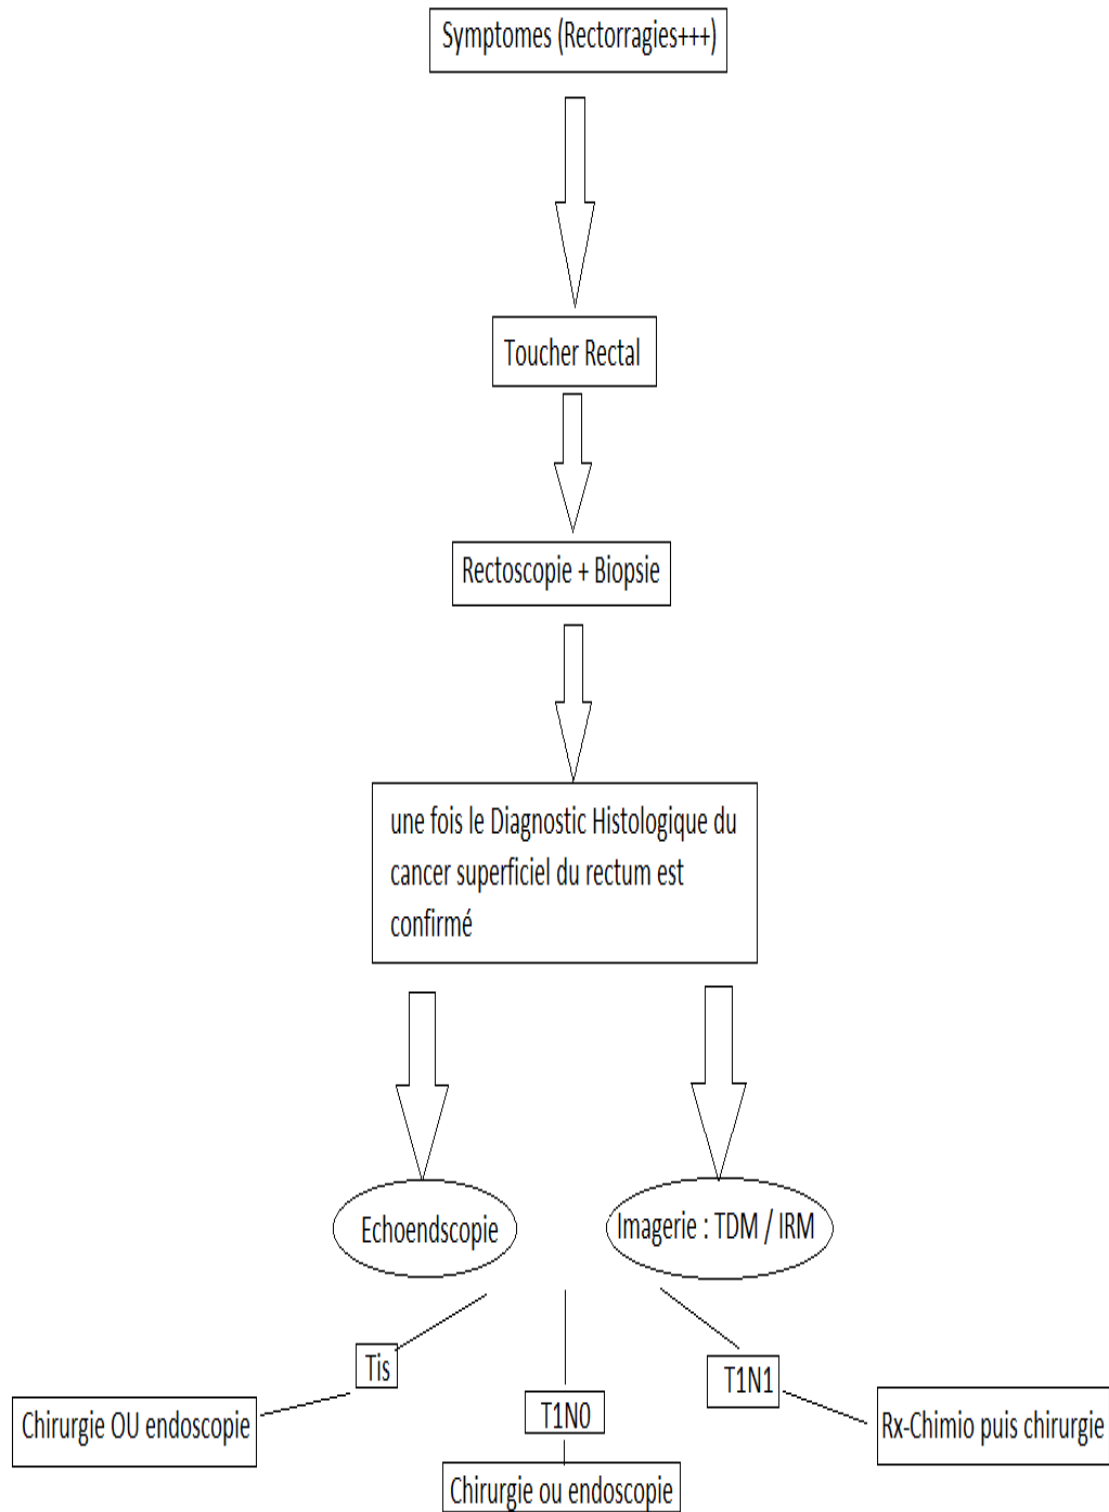 Symptomes (Rectorragies+++)
Toucher Rectal
Rectoscopie + Biopsie
une fois le Diagnostic Histologique du
cancer superficiel du rectum est
confirmé
Echoendscopie
Imagerie : TDM / IRM
Tis
T1N1
T1N0
Chirurgie OU endoscopie
Rx-Chimio puis chirurgie
Chirurgie ou endoscopie